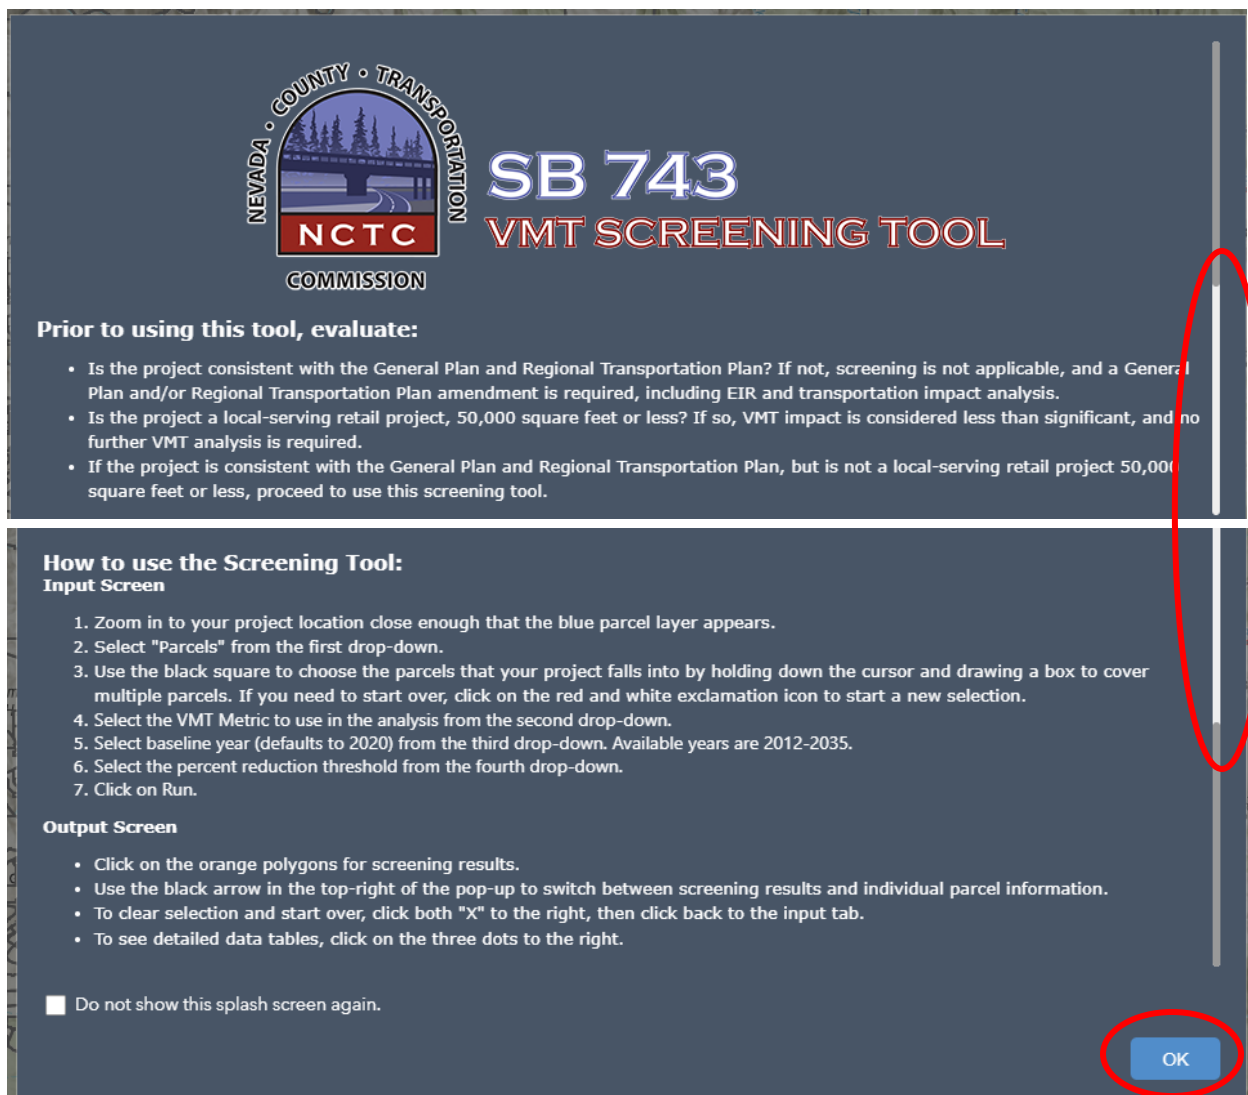 NEVADA • COUNTY • TRANSPORTATION
NCTC
COMMISSION
SB 743
VMT SCREENING TOOL
Prior to using this tool, evaluate:
• Is the project consistent with the General Plan and Regional Transportation Plan? If not, screening is not applicable, and a General
Plan and/or Regional Transportation Plan amendment is required, including EIR and transportation impact analysis.
• Is the project a local-serving retail project, 50,000 square feet or less? If so, VMT impact is considered less than significant, and no
further VMT analysis is required.
• If the project is consistent with the General Plan and Regional Transportation Plan, but is not a local-serving retail project 50,000
square feet or less, proceed to use this screening tool.
How to use the Screening Tool:
Input Screen
1. Zoom in to your project location close enough that the blue parcel layer appears.
2. Select "Parcels" from the first drop-down.
3. Use the black square to choose the parcels that your project falls into by holding down the cursor and drawing a box to cover
multiple parcels. If you need to start over, click on the red and white exclamation icon to start a new selection.
4. Select the VMT Metric to use in the analysis from the second drop-down.
5. Select baseline year (defaults to 2020) from the third drop-down. Available years are 2012-2035.
6. Select the percent reduction threshold from the fourth drop-down.
7. Click on Run.
Output Screen
• Click on the orange polygons for screening results.
• Use the black arrow in the top-right of the pop-up to switch between screening results and individual parcel information.
• To clear selection and start over, click both "X" to the right, then click back to the input tab.
• To see detailed data tables, click on the three dots to the right.
Do not show this splash screen again.
OK